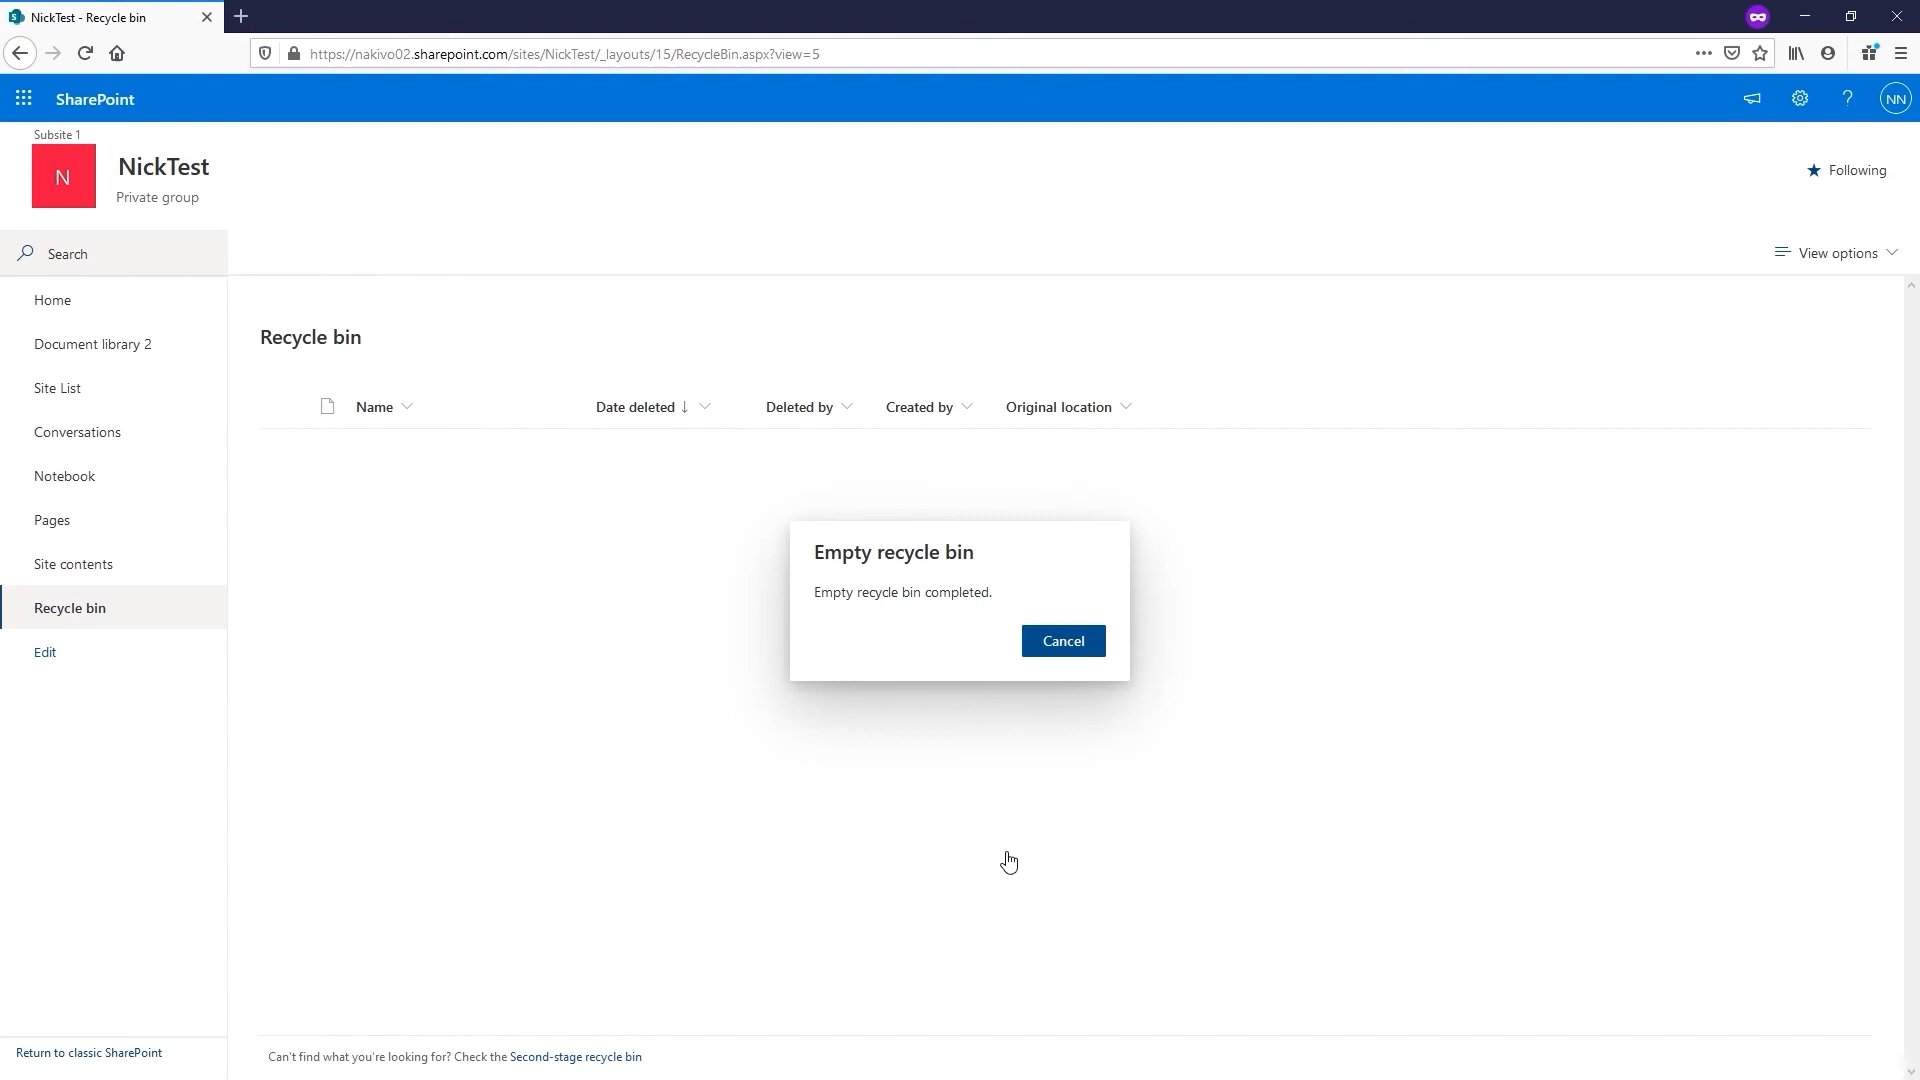 NickTest - Recycle bin
https://nakivo02.sharepoint.com/sites/NickTest/_layouts/15/RecycleBin.aspx?view=5
SharePoint
?
NN
Subsite 1
N
NickTest
Private group
Following
Search
View options
Home
Document library 2
Site List
Conversations
Notebook
Pages
Site contents
Recycle bin
Edit
Recycle bin
Name
Date deleted ↓
Deleted by
Created by
Original location
Empty recycle bin
Empty recycle bin completed.
Cancel
Return to classic SharePoint
Can't find what you're looking for? Check the Second-stage recycle bin